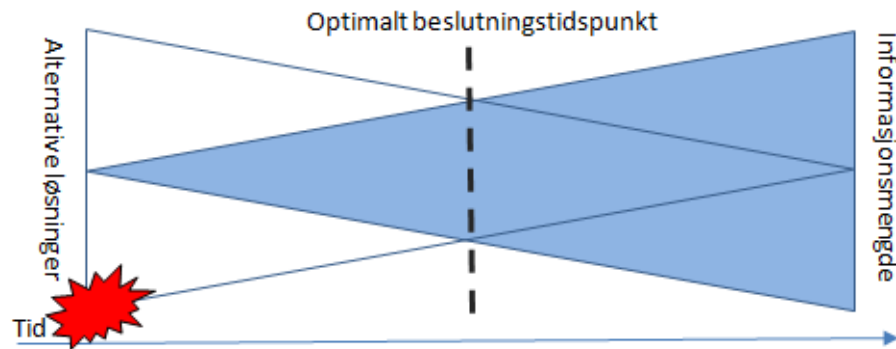 Optimalt beslutningstidspunkt
Alternative løsninger
Informasjonsmengde
Tid